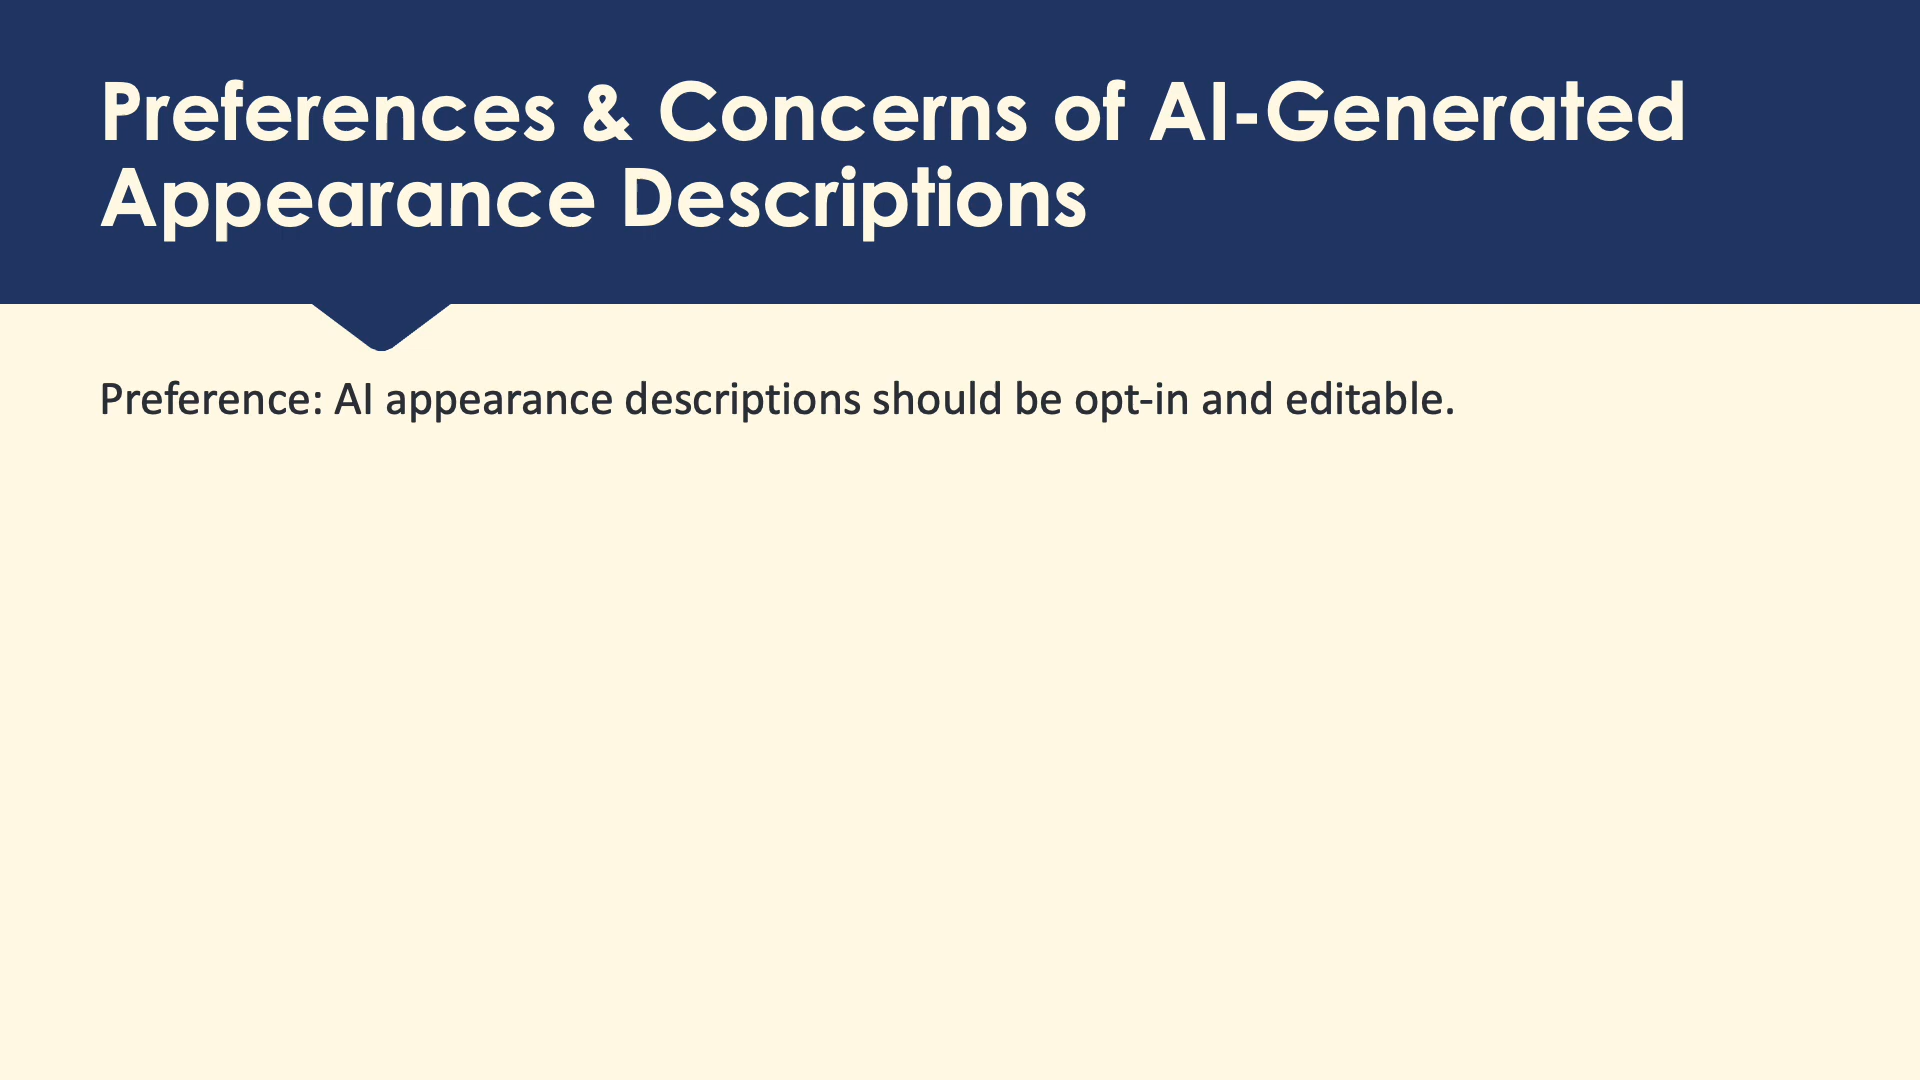 Preferences & Concerns of AI-Generated
Appearance Descriptions
Preference: AI appearance descriptions should be opt-in and editable.